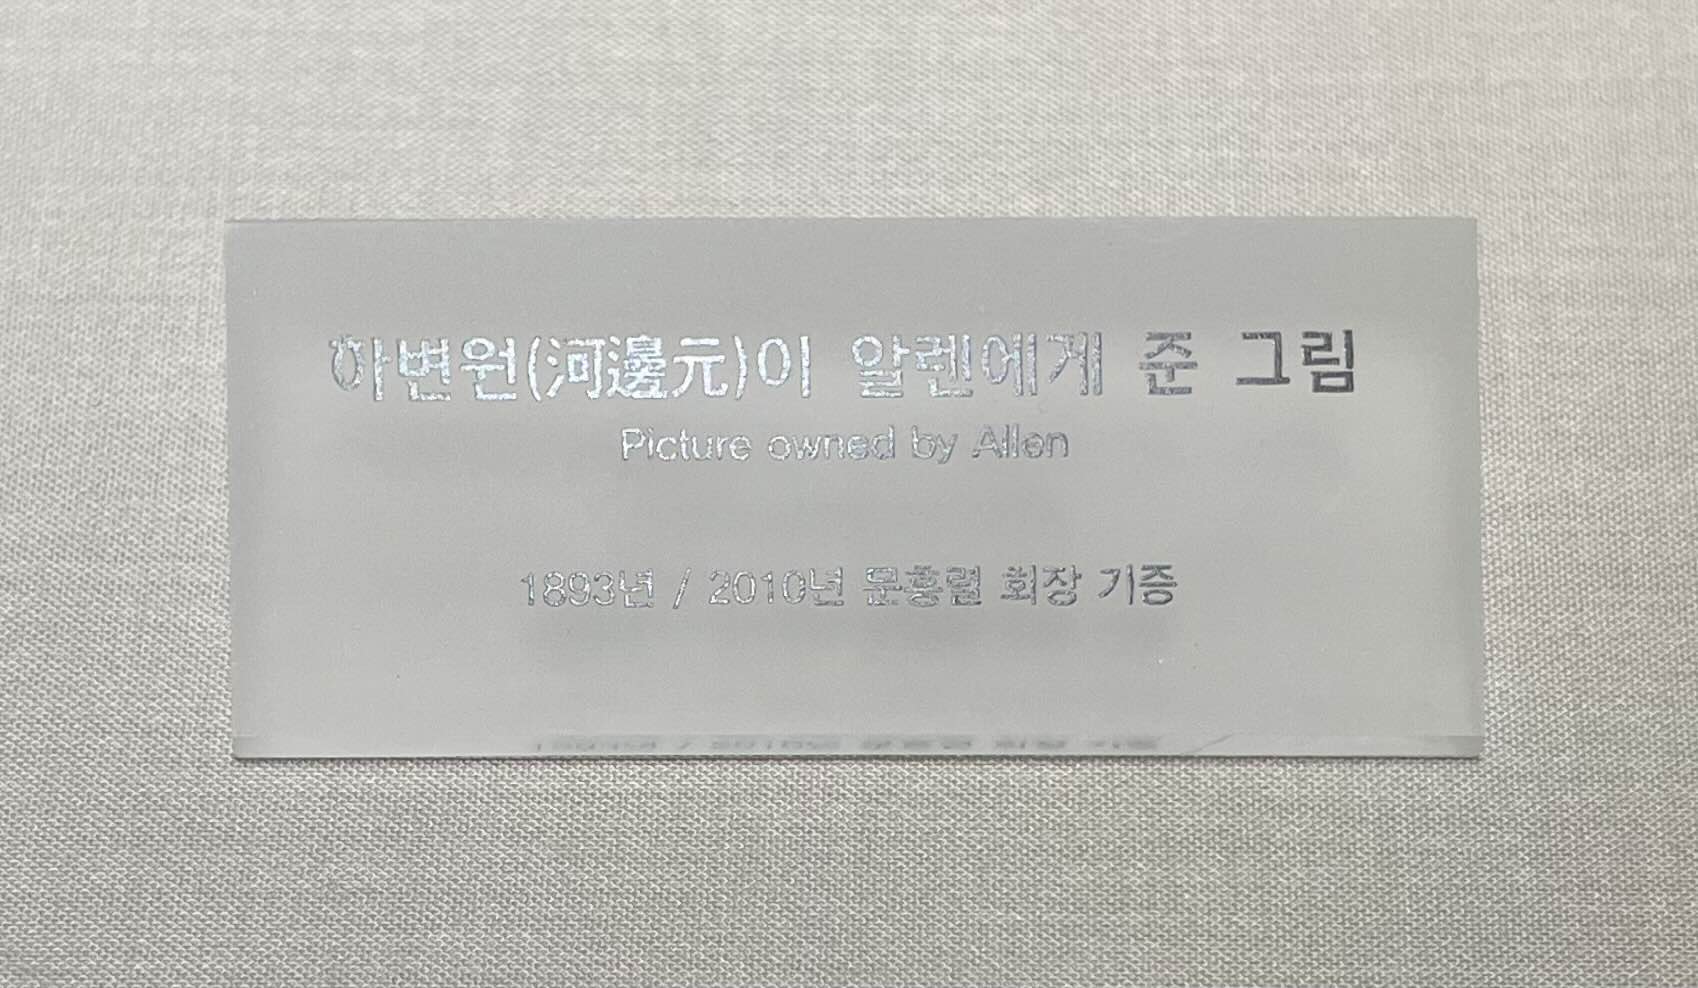 하변원(河邊元)이 알렌에게 준 그림
Picture owned by Allen
1893년 / 2010년 문흥렬 회장 기증